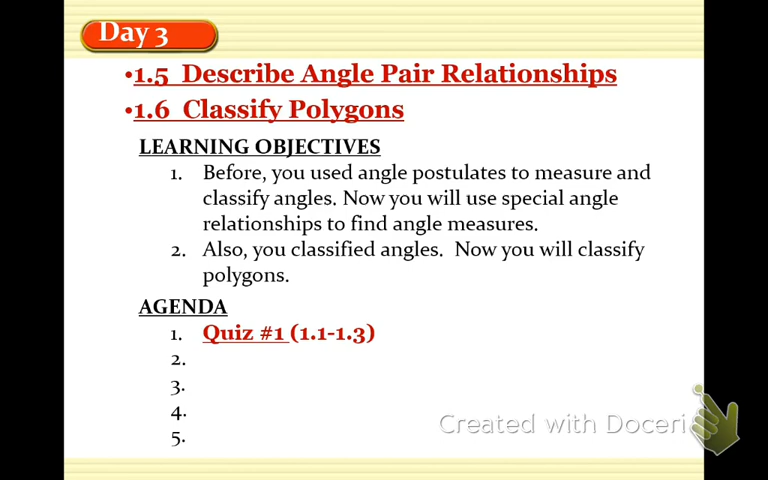 Day 3
•1.5 Describe Angle Pair Relationships
•1.6 Classify Polygons
LEARNING OBJECTIVES
1. Before, you used angle postulates to measure and
classify angles. Now you will use special angle
relationships to find angle measures.
2. Also, you classified angles. Now you will classify
polygons.
AGENDA
1. Quiz #1 (1.1-1.3)
2.
3.
4.
5.
Created with Doceri